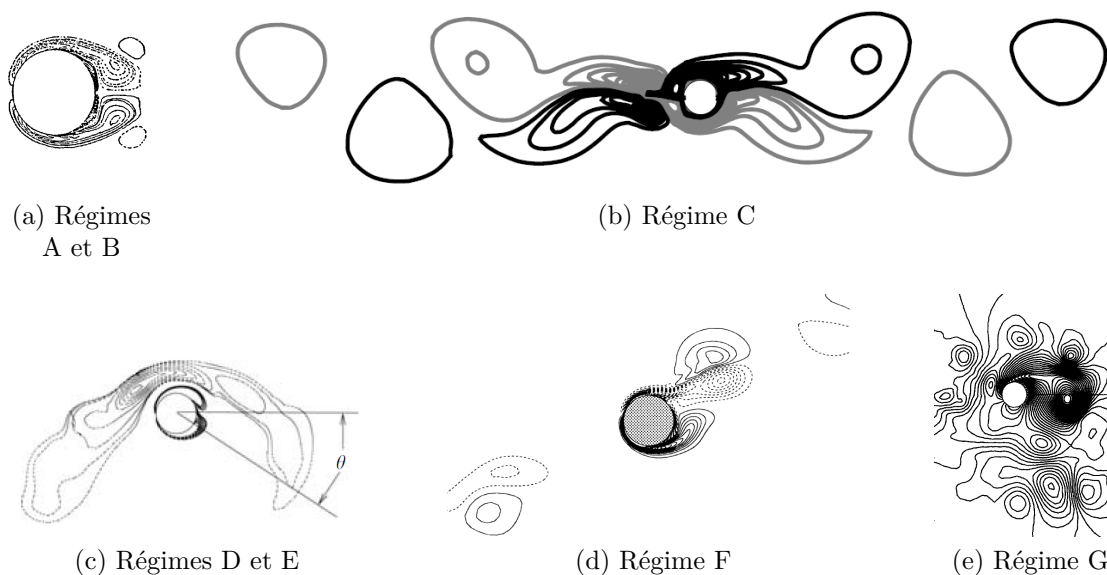 (a) Régimes
A et B
(b) Régime C
θ
(c) Régimes D et E
(d) Régime F
(e) Régime G